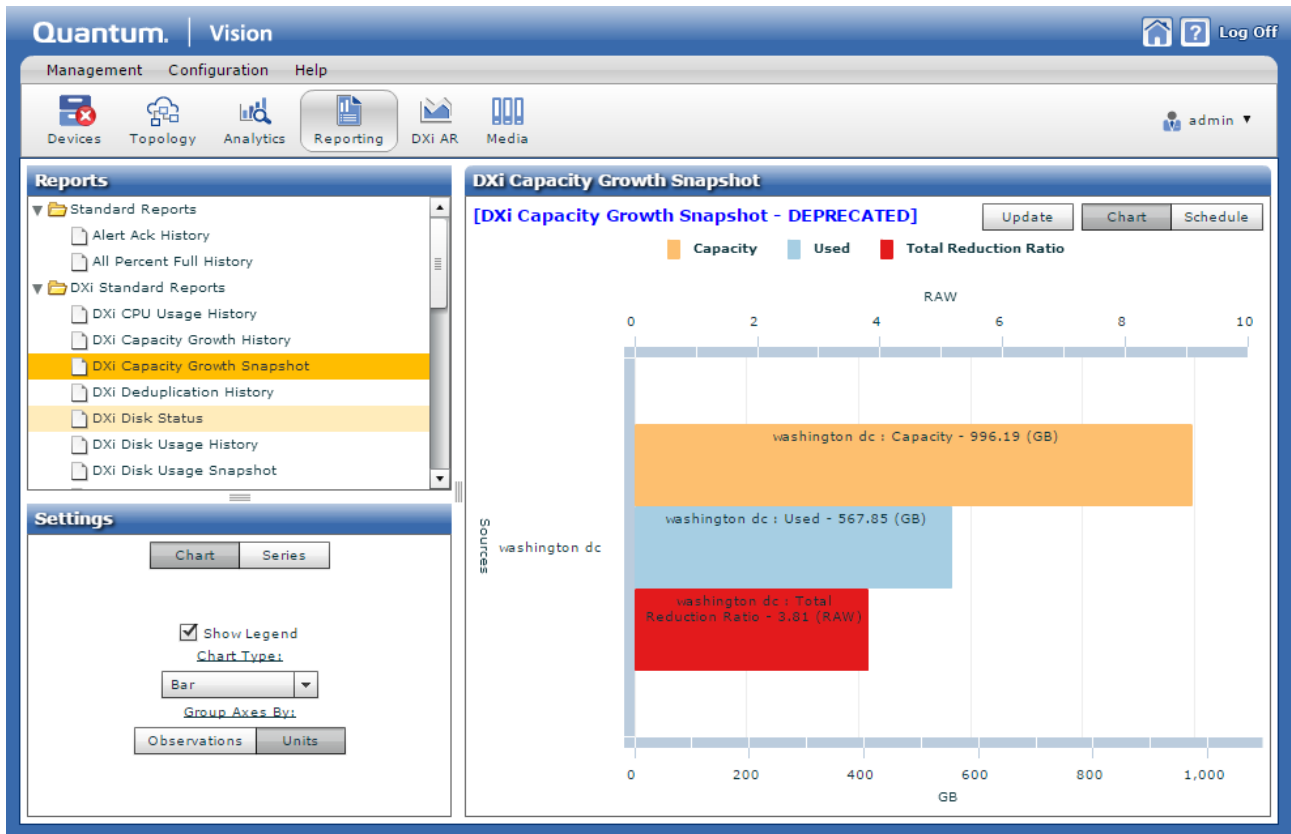 Quantum. | Vision
Log Off
Management Configuration Help
Devices Topology Analytics Reporting DXi AR Media
admin
Reports
Standard Reports
Alert Ack History
All Percent Full History
DXi Standard Reports
DXi CPU Usage History
DXi Capacity Growth History
DXi Capacity Growth Snapshot
DXi Deduplication History
DXi Disk Status
DXi Disk Usage History
DXi Disk Usage Snapshot
Settings
Chart Series
Show Legend
Chart Type:
Bar
Group Axes By:
Observations Units
DXi Capacity Growth Snapshot
[DXi Capacity Growth Snapshot - DEPRECATED]
Update Chart Schedule
Capacity Used Total Reduction Ratio
RAW
0 2 4 6 8 10
washington dc : Capacity - 996.19 (GB)
washington dc : Used - 567.85 (GB)
washington dc : Total
Reduction Ratio - 3.81 (RAW)
Sources
washington dc
0 200 400 600 800 1,000
GB